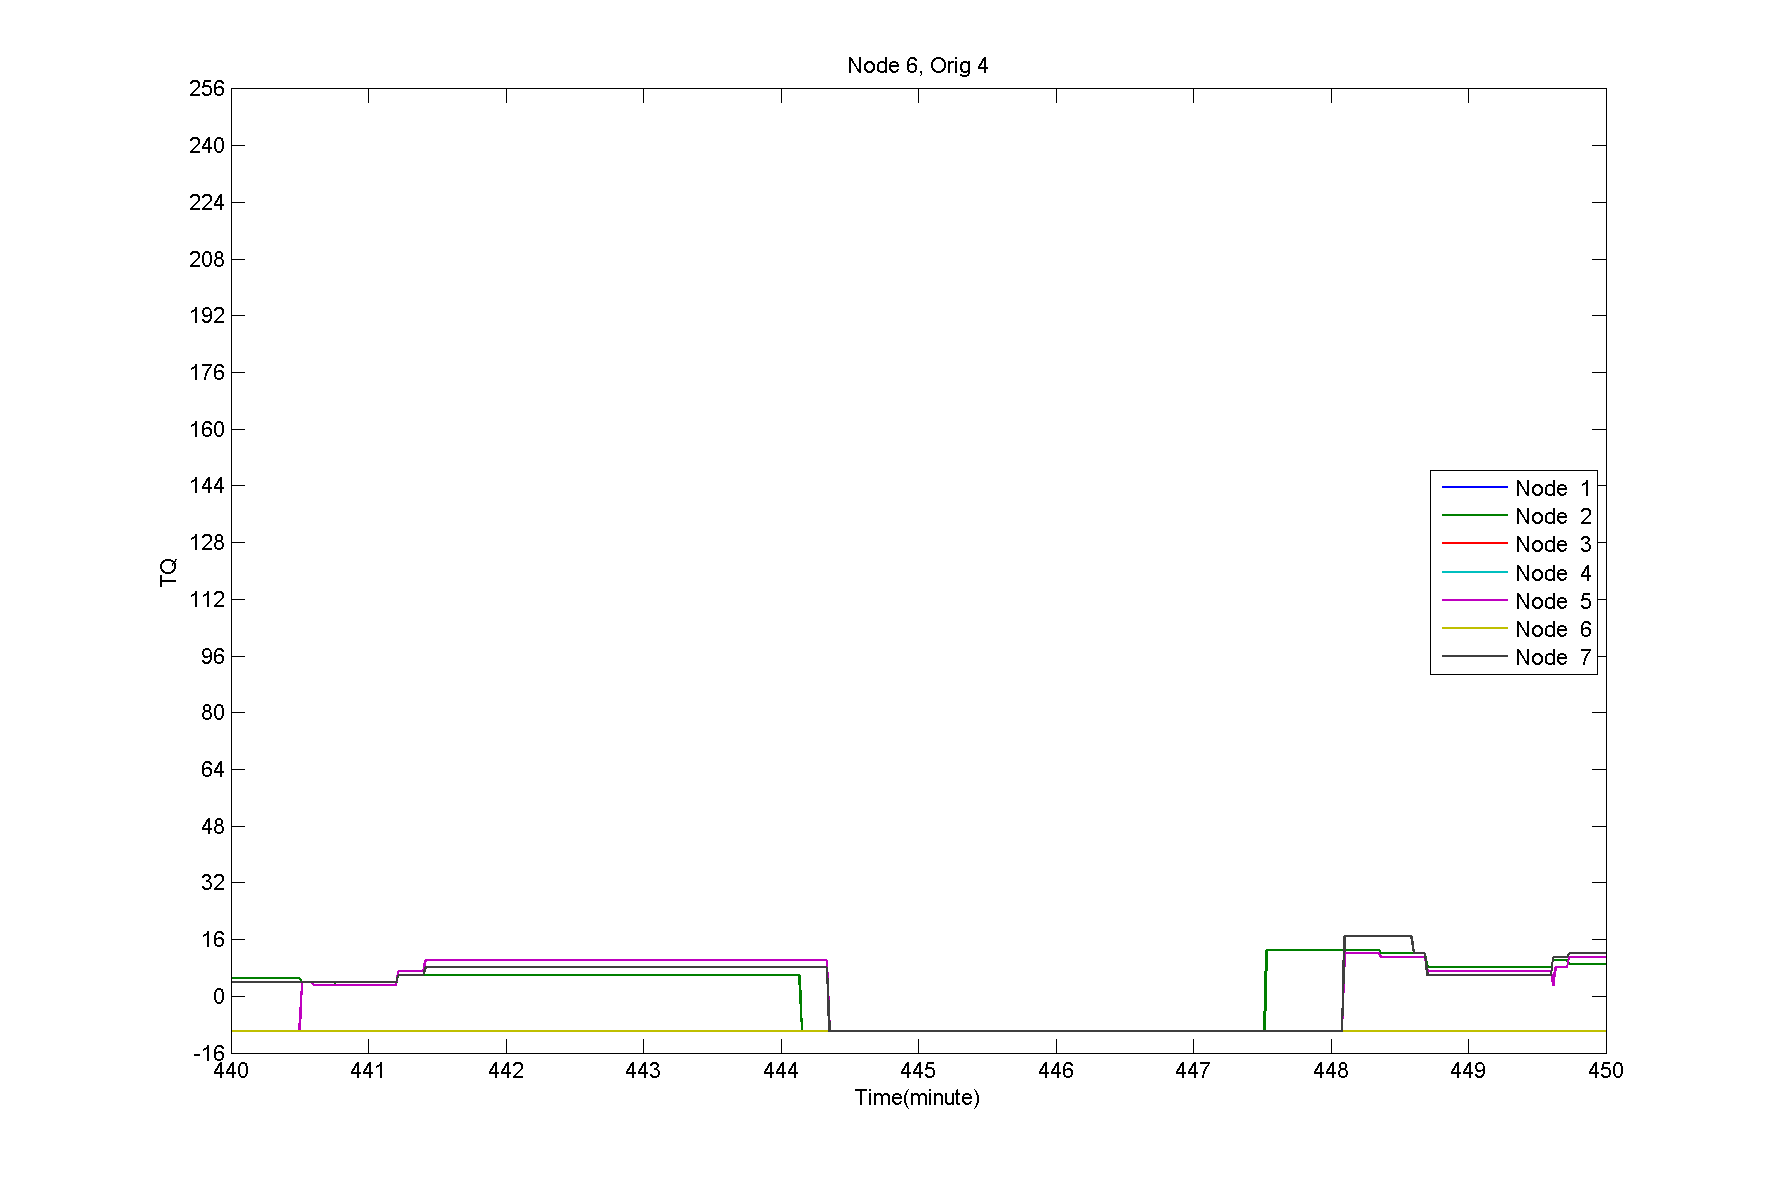 Node 6, Orig 4
256
240
224
208
192
176
160
144
128
112
96
80
64
48
32
16
0
-16
TQ
Node 1
Node 2
Node 3
Node 4
Node 5
Node 6
Node 7
440 441 442 443 444 445 446 447 448 449 450
Time(minute)